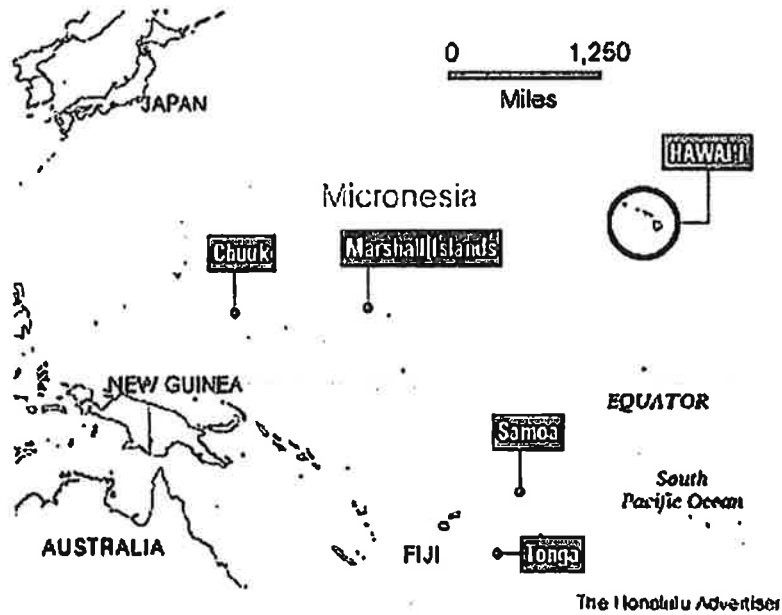 0 1,250
Miles
JAPAN
HAWAI'I
Micronesia
Chuuk
Marshall Islands
NEW GUINEA
EQUATOR
Samoa
South
Pacific Ocean
AUSTRALIA
FIJI
Tonga
The Honolulu Advertiser